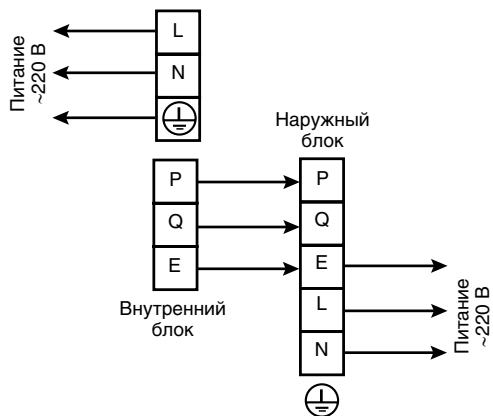 L
N
Питание
~220 В
Наружный
блок
P
Q
E
P
Q
E
L
N
Внутренний
блок
Питание
~220 В